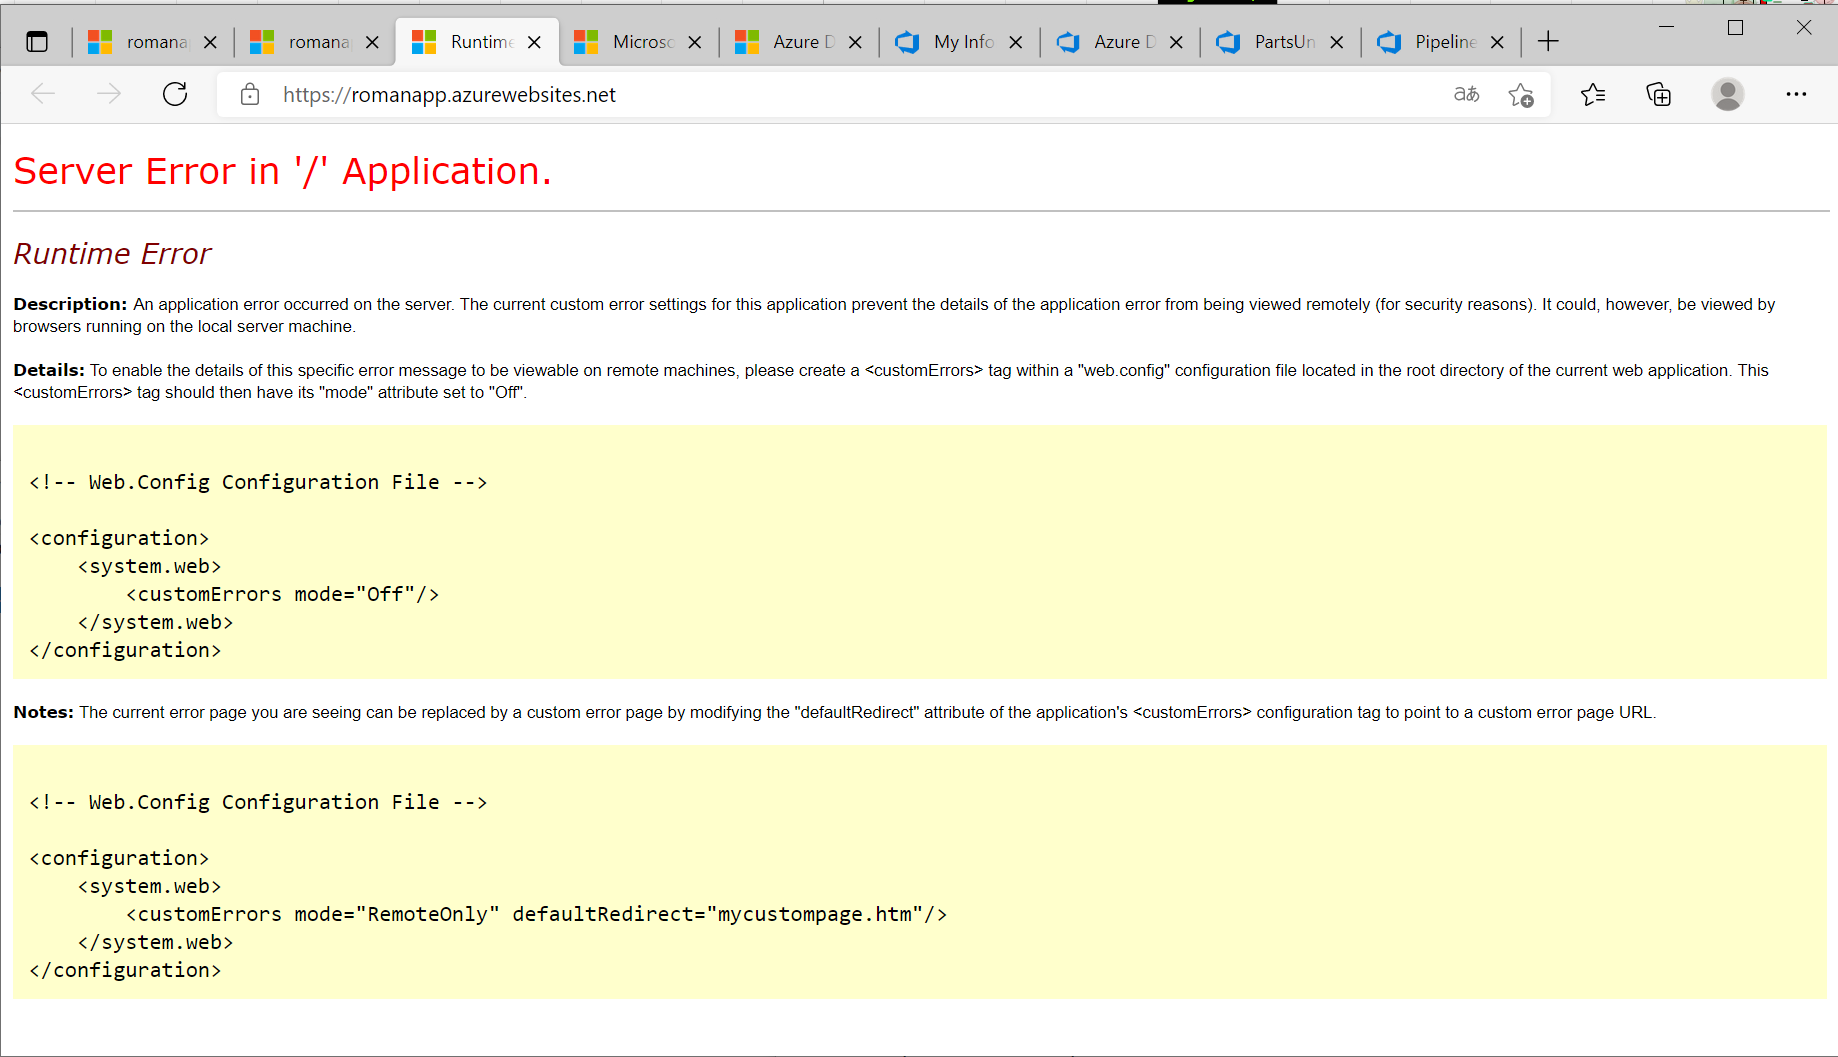 romana
romana
Runtime
Microsc
Azure D
My Info
Azure D
PartsUn
Pipeline
https://romanapp.azurewebsites.net
aあ
Server Error in '/' Application.
Runtime Error
Description: An application error occurred on the server. The current custom error settings for this application prevent the details of the application error from being viewed remotely (for security reasons). It could, however, be viewed by
browsers running on the local server machine.
Details: To enable the details of this specific error message to be viewable on remote machines, please create a <customErrors> tag within a "web.config" configuration file located in the root directory of the current web application. This
<customErrors> tag should then have its "mode" attribute set to "Off".
<!-- Web.Config Configuration File -->
<configuration>
    <system.web>
        <customErrors mode="Off"/>
    </system.web>
</configuration>
Notes: The current error page you are seeing can be replaced by a custom error page by modifying the "defaultRedirect" attribute of the application's <customErrors> configuration tag to point to a custom error page URL.
<!-- Web.Config Configuration File -->
<configuration>
    <system.web>
        <customErrors mode="RemoteOnly" defaultRedirect="mycustompage.htm"/>
    </system.web>
</configuration>